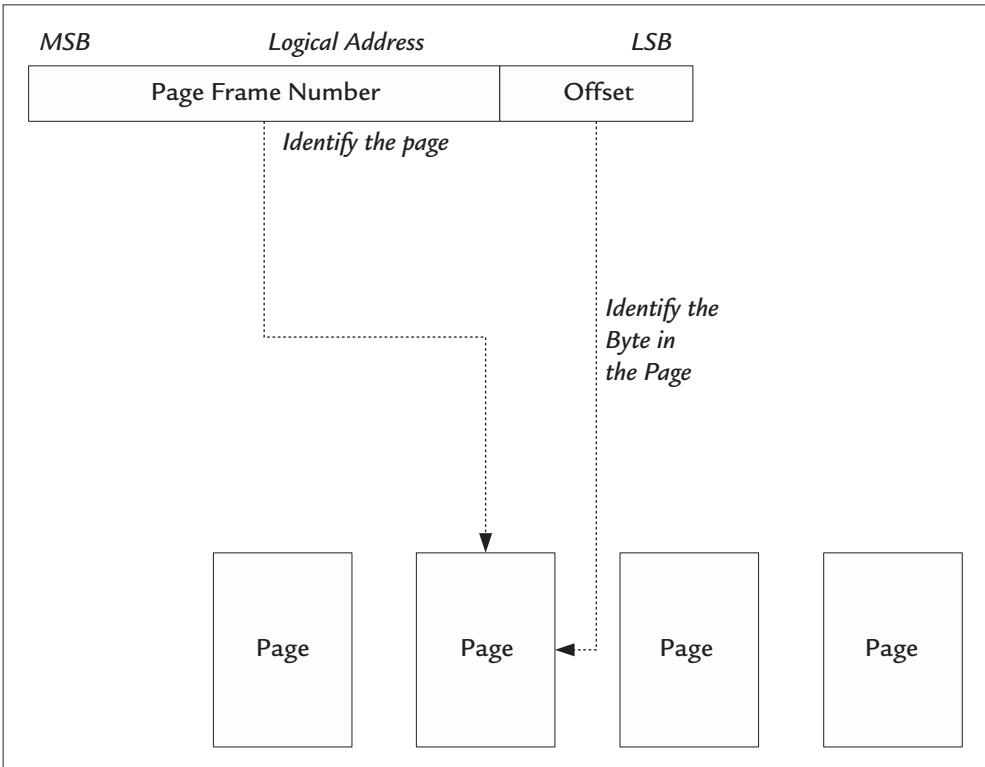 MSB Logical Address LSB
Page Frame Number Offset
Identify the page
Identify the
Byte in
the Page
Page Page Page Page